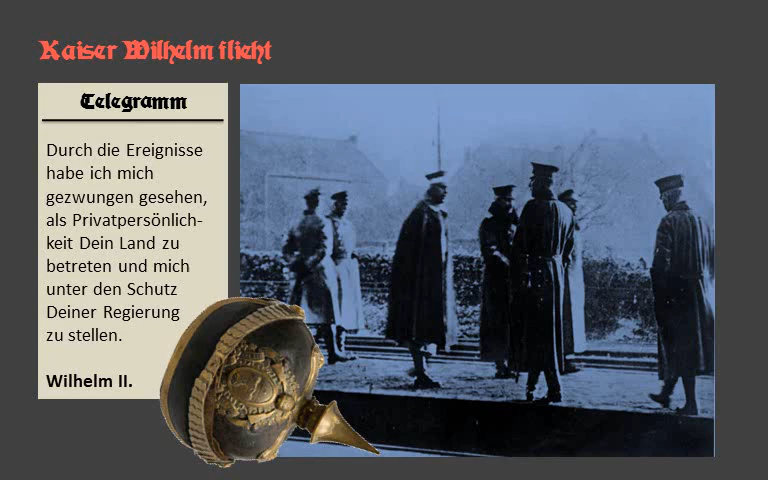 Kaiser Wilhelm flieht
Telegramm
Durch die Ereignisse
habe ich mich
gezwungen gesehen,
als Privatpersönlich-
keit Dein Land zu
betreten und mich
unter den Schutz
Deiner Regierung
zu stellen.
Wilhelm II.